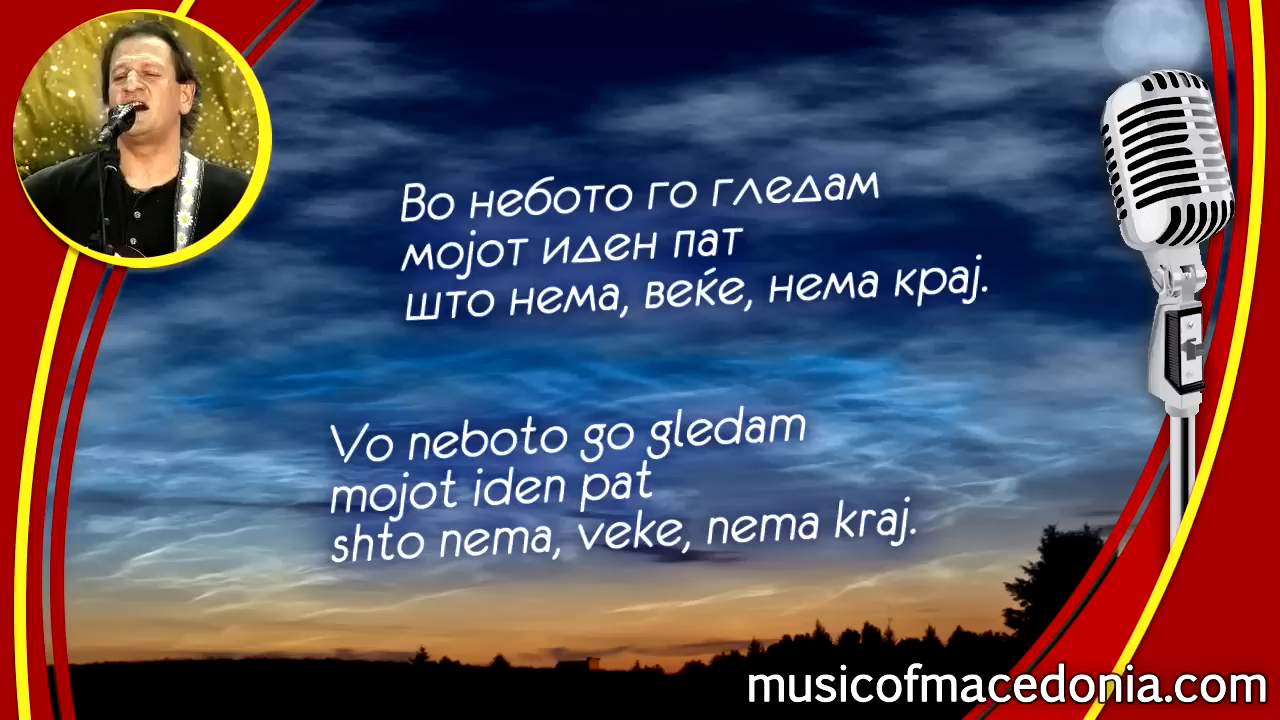 Во небото го гледам
мојот иден пат
што нема, веќе, нема крај.
Vo neboto go gledam
mojot iden pat
shto nema, veke, nema kraj.
musicofmacedonia.com